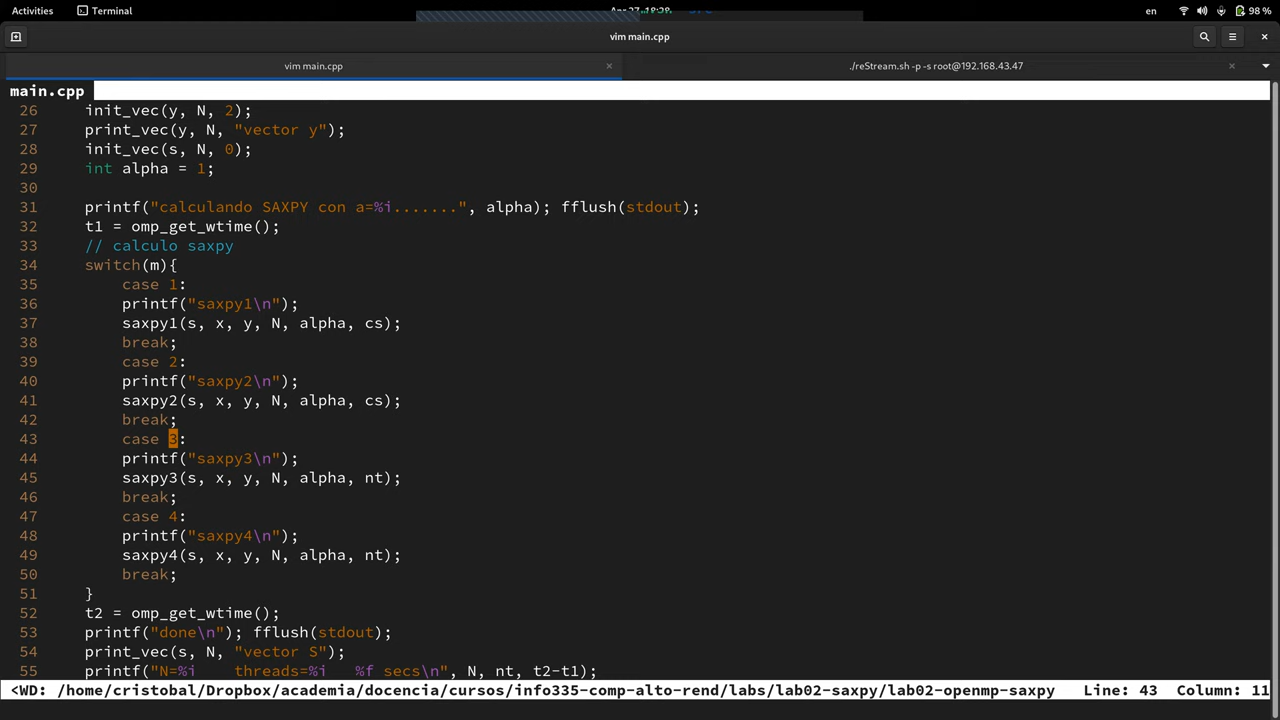 Activities Terminal en 98 %
vim main.cpp
vim main.cpp ./reStream.sh -p -s root@192.168.43.47
main.cpp
26 init_vec(y, N, 2);
27 print_vec(y, N, "vector y");
28 init_vec(s, N, 0);
29 int alpha = 1;
30
31 printf("calculando SAXPY con a=%i.......", alpha); fflush(stdout);
32 t1 = omp_get_wtime();
33 // calculo saxpy
34 switch(m){
35 case 1:
36 printf("saxpy1\n");
37 saxpy1(s, x, y, N, alpha, cs);
38 break;
39 case 2:
40 printf("saxpy2\n");
41 saxpy2(s, x, y, N, alpha, cs);
42 break;
43 case 3:
44 printf("saxpy3\n");
45 saxpy3(s, x, y, N, alpha, nt);
46 break;
47 case 4:
48 printf("saxpy4\n");
49 saxpy4(s, x, y, N, alpha, nt);
50 break;
51 }
52 t2 = omp_get_wtime();
53 printf("done\n"); fflush(stdout);
54 print_vec(s, N, "vector S");
55 printf("N=%i threads=%i %f secs\n", N, nt, t2-t1);
<WD: /home/cristobal/Dropbox/academia/docencia/cursos/info335-comp-alto-rend/labs/lab02-saxpy/lab02-openmp-saxpy Line: 43 Column: 11